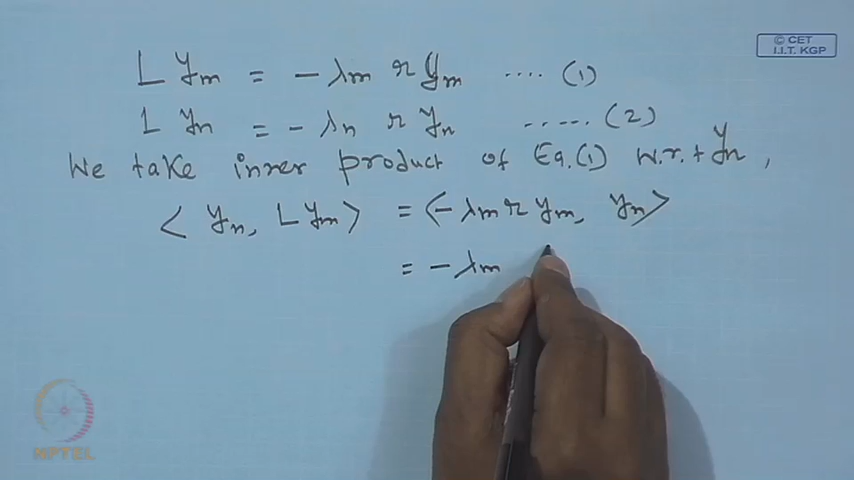 © CET
I.I.T. KGP
L ym = - λm r ym .... (1)
L yn = - λn r yn ..... (2)
We take inner product of Eq.(1) w.r.t yn,
< yn, L ym > = <- λm r ym, yn>
= - λm
NPTEL